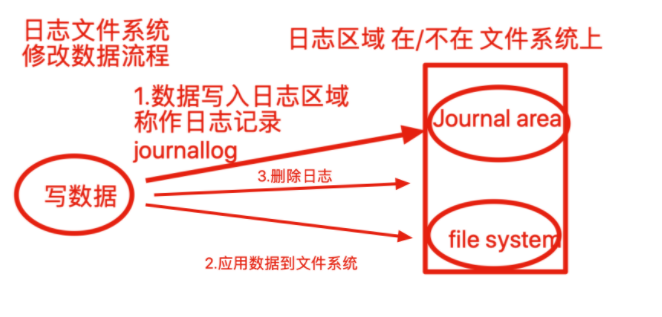 日志文件系统
修改数据流程
日志区域 在/不在 文件系统上
1.数据写入日志区域
称作日志记录
journallog
Journal area
3.删除日志
写数据
file system
2.应用数据到文件系统